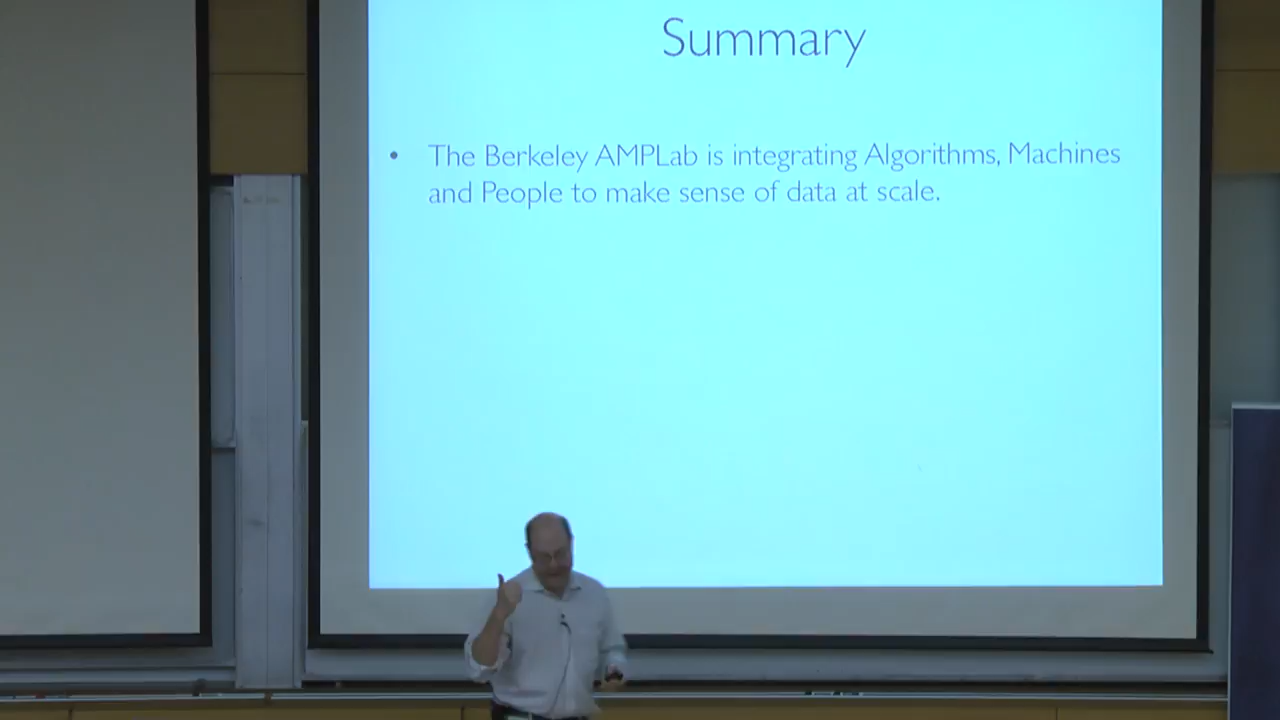 Summary
• The Berkeley AMPLab is integrating Algorithms, Machines
and People to make sense of data at scale.